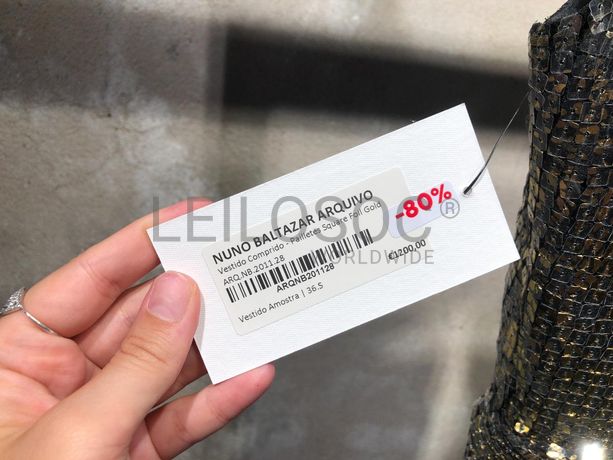 NUNO BALTAZAR ARQUIVO
Vestido Comprido - Pailletes Square Foil Gold
ARQ.NB.2011.28
ARQNB201128
Vestido Amostra | 36.S
-80%
€1200,00
LEILOSOC®
WORLDWIDE